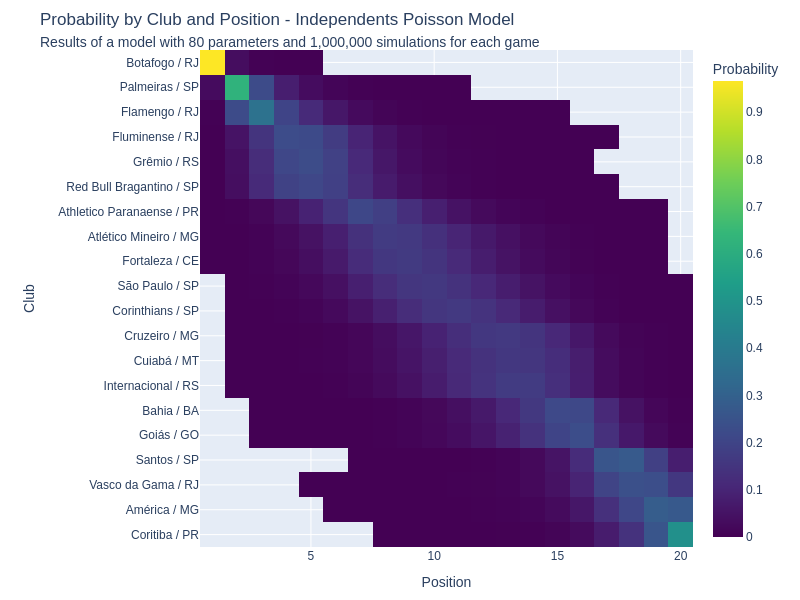 Probability by Club and Position - Independents Poisson Model
Results of a model with 80 parameters and 1,000,000 simulations for each game
Probability
Botafogo / RJ
Palmeiras / SP
Flamengo / RJ
Fluminense / RJ
Grêmio / RS
Red Bull Bragantino / SP
Athletico Paranaense / PR
Atlético Mineiro / MG
Fortaleza / CE
São Paulo / SP
Corinthians / SP
Cruzeiro / MG
Cuiabá / MT
Internacional / RS
Bahia / BA
Goiás / GO
Santos / SP
Vasco da Gama / RJ
América / MG
Coritiba / PR
Club
5
10
15
20
Position
0.9
0.8
0.7
0.6
0.5
0.4
0.3
0.2
0.1
0